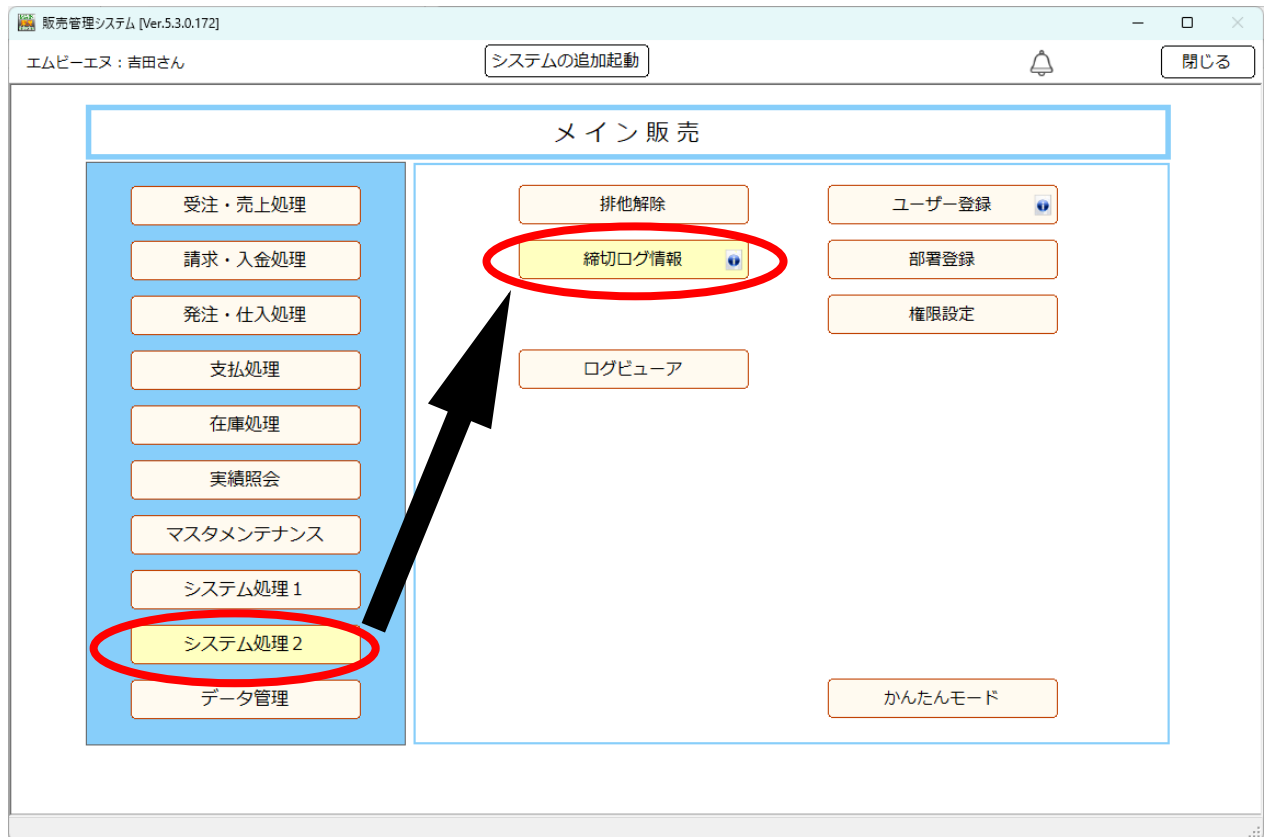 販売管理システム [Ver.5.3.0.172]
エムビーエヌ：吉田さん
システムの追加起動
閉じる
メイン販売
受注・売上処理
請求・入金処理
発注・仕入処理
支払処理
在庫処理
実績照会
マスタメンテナンス
システム処理１
システム処理２
データ管理
排他解除
締切ログ情報
ログビューア
ユーザー登録
部署登録
権限設定
かんたんモード